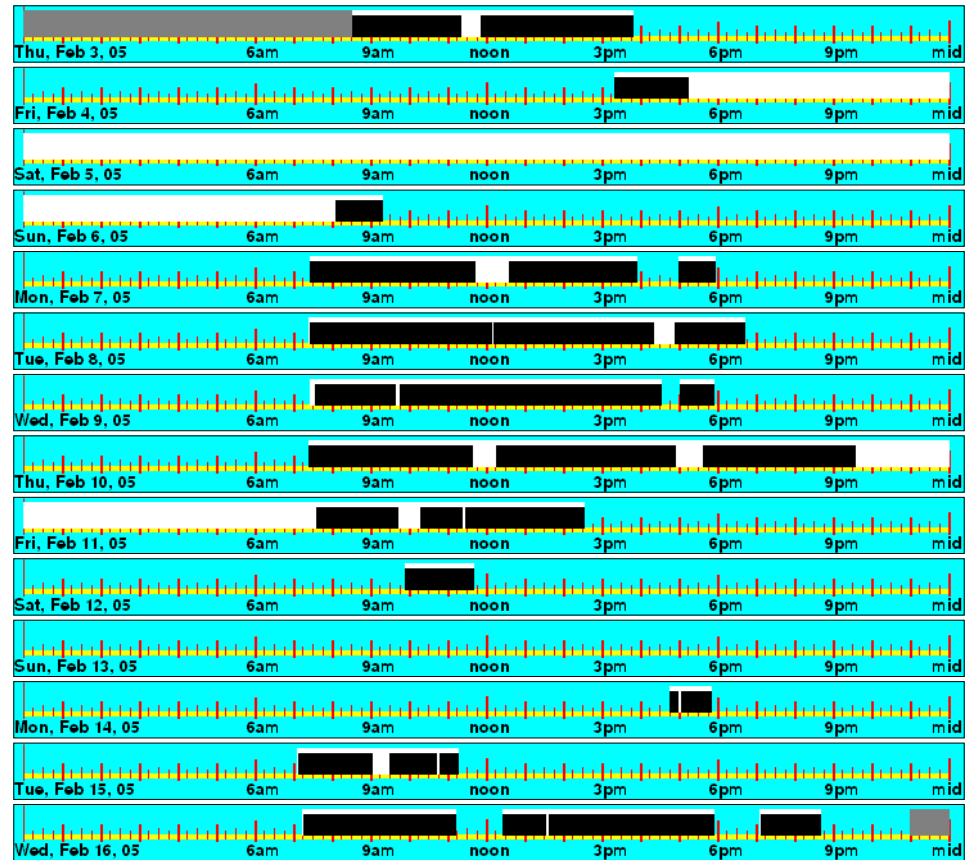 Thu, Feb 3, 05 6am 9am noon 3pm 6pm 9pm mid
Fri, Feb 4, 05 6am 9am noon 3pm 6pm 9pm mid
Sat, Feb 5, 05 6am 9am noon 3pm 6pm 9pm mid
Sun, Feb 6, 05 6am 9am noon 3pm 6pm 9pm mid
Mon, Feb 7, 05 6am 9am noon 3pm 6pm 9pm mid
Tue, Feb 8, 05 6am 9am noon 3pm 6pm 9pm mid
Wed, Feb 9, 05 6am 9am noon 3pm 6pm 9pm mid
Thu, Feb 10, 05 6am 9am noon 3pm 6pm 9pm mid
Fri, Feb 11, 05 6am 9am noon 3pm 6pm 9pm mid
Sat, Feb 12, 05 6am 9am noon 3pm 6pm 9pm mid
Sun, Feb 13, 05 6am 9am noon 3pm 6pm 9pm mid
Mon, Feb 14, 05 6am 9am noon 3pm 6pm 9pm mid
Tue, Feb 15, 05 6am 9am noon 3pm 6pm 9pm mid
Wed, Feb 16, 05 6am 9am noon 3pm 6pm 9pm mid